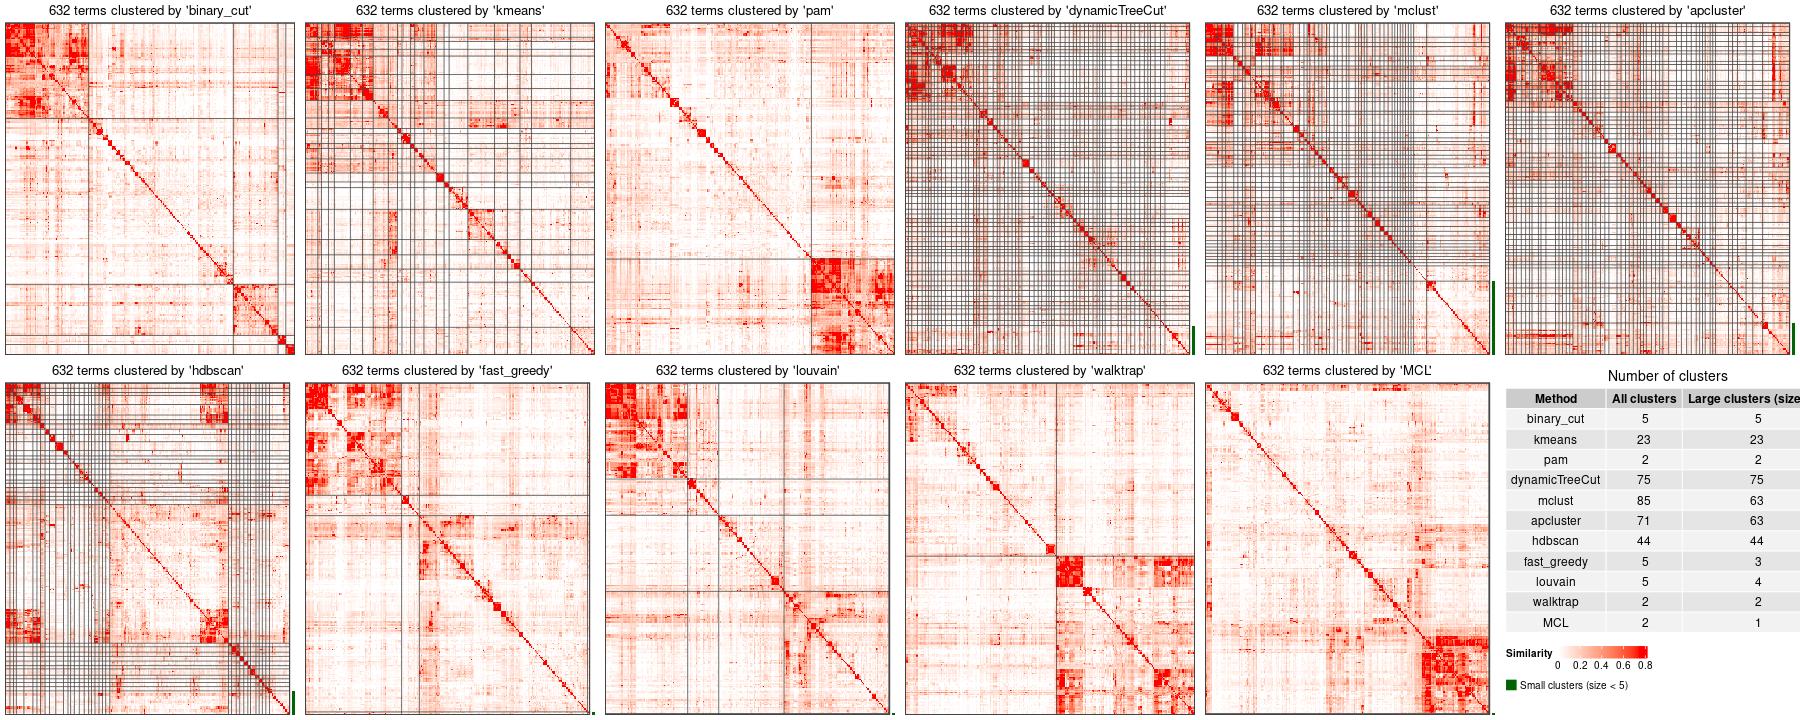 632 terms clustered by 'binary_cut'
632 terms clustered by 'kmeans'
632 terms clustered by 'pam'
632 terms clustered by 'dynamicTreeCut'
632 terms clustered by 'mclust'
632 terms clustered by 'apcluster'
632 terms clustered by 'hdbscan'
632 terms clustered by 'fast_greedy'
632 terms clustered by 'louvain'
632 terms clustered by 'walktrap'
632 terms clustered by 'MCL'
Number of clusters
Method All clusters Large clusters (size
binary_cut 5 5
kmeans 23 23
pam 2 2
dynamicTreeCut 75 75
mclust 85 63
apcluster 71 63
hdbscan 44 44
fast_greedy 5 3
louvain 5 4
walktrap 2 2
MCL 2 1
Similarity
0 0.2 0.4 0.6 0.8
Small clusters (size < 5)